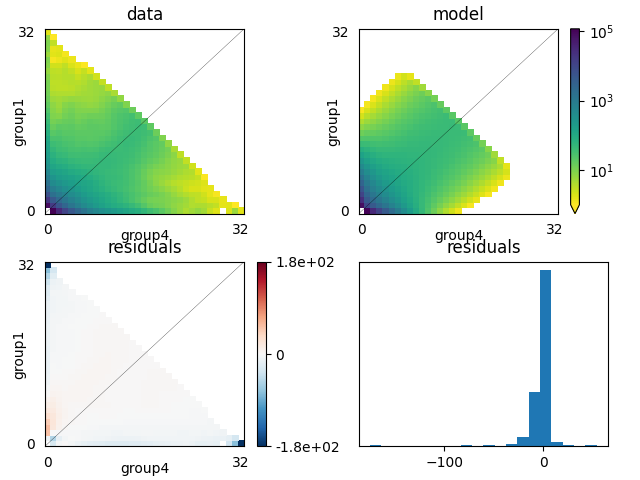 data
model
32
group1
0
0
group4
32
32
group1
0
0
group4
32
10^5
10^3
10^1
residuals
residuals
32
group1
0
0
group4
32
1.8e+02
0
-1.8e+02
−100
0